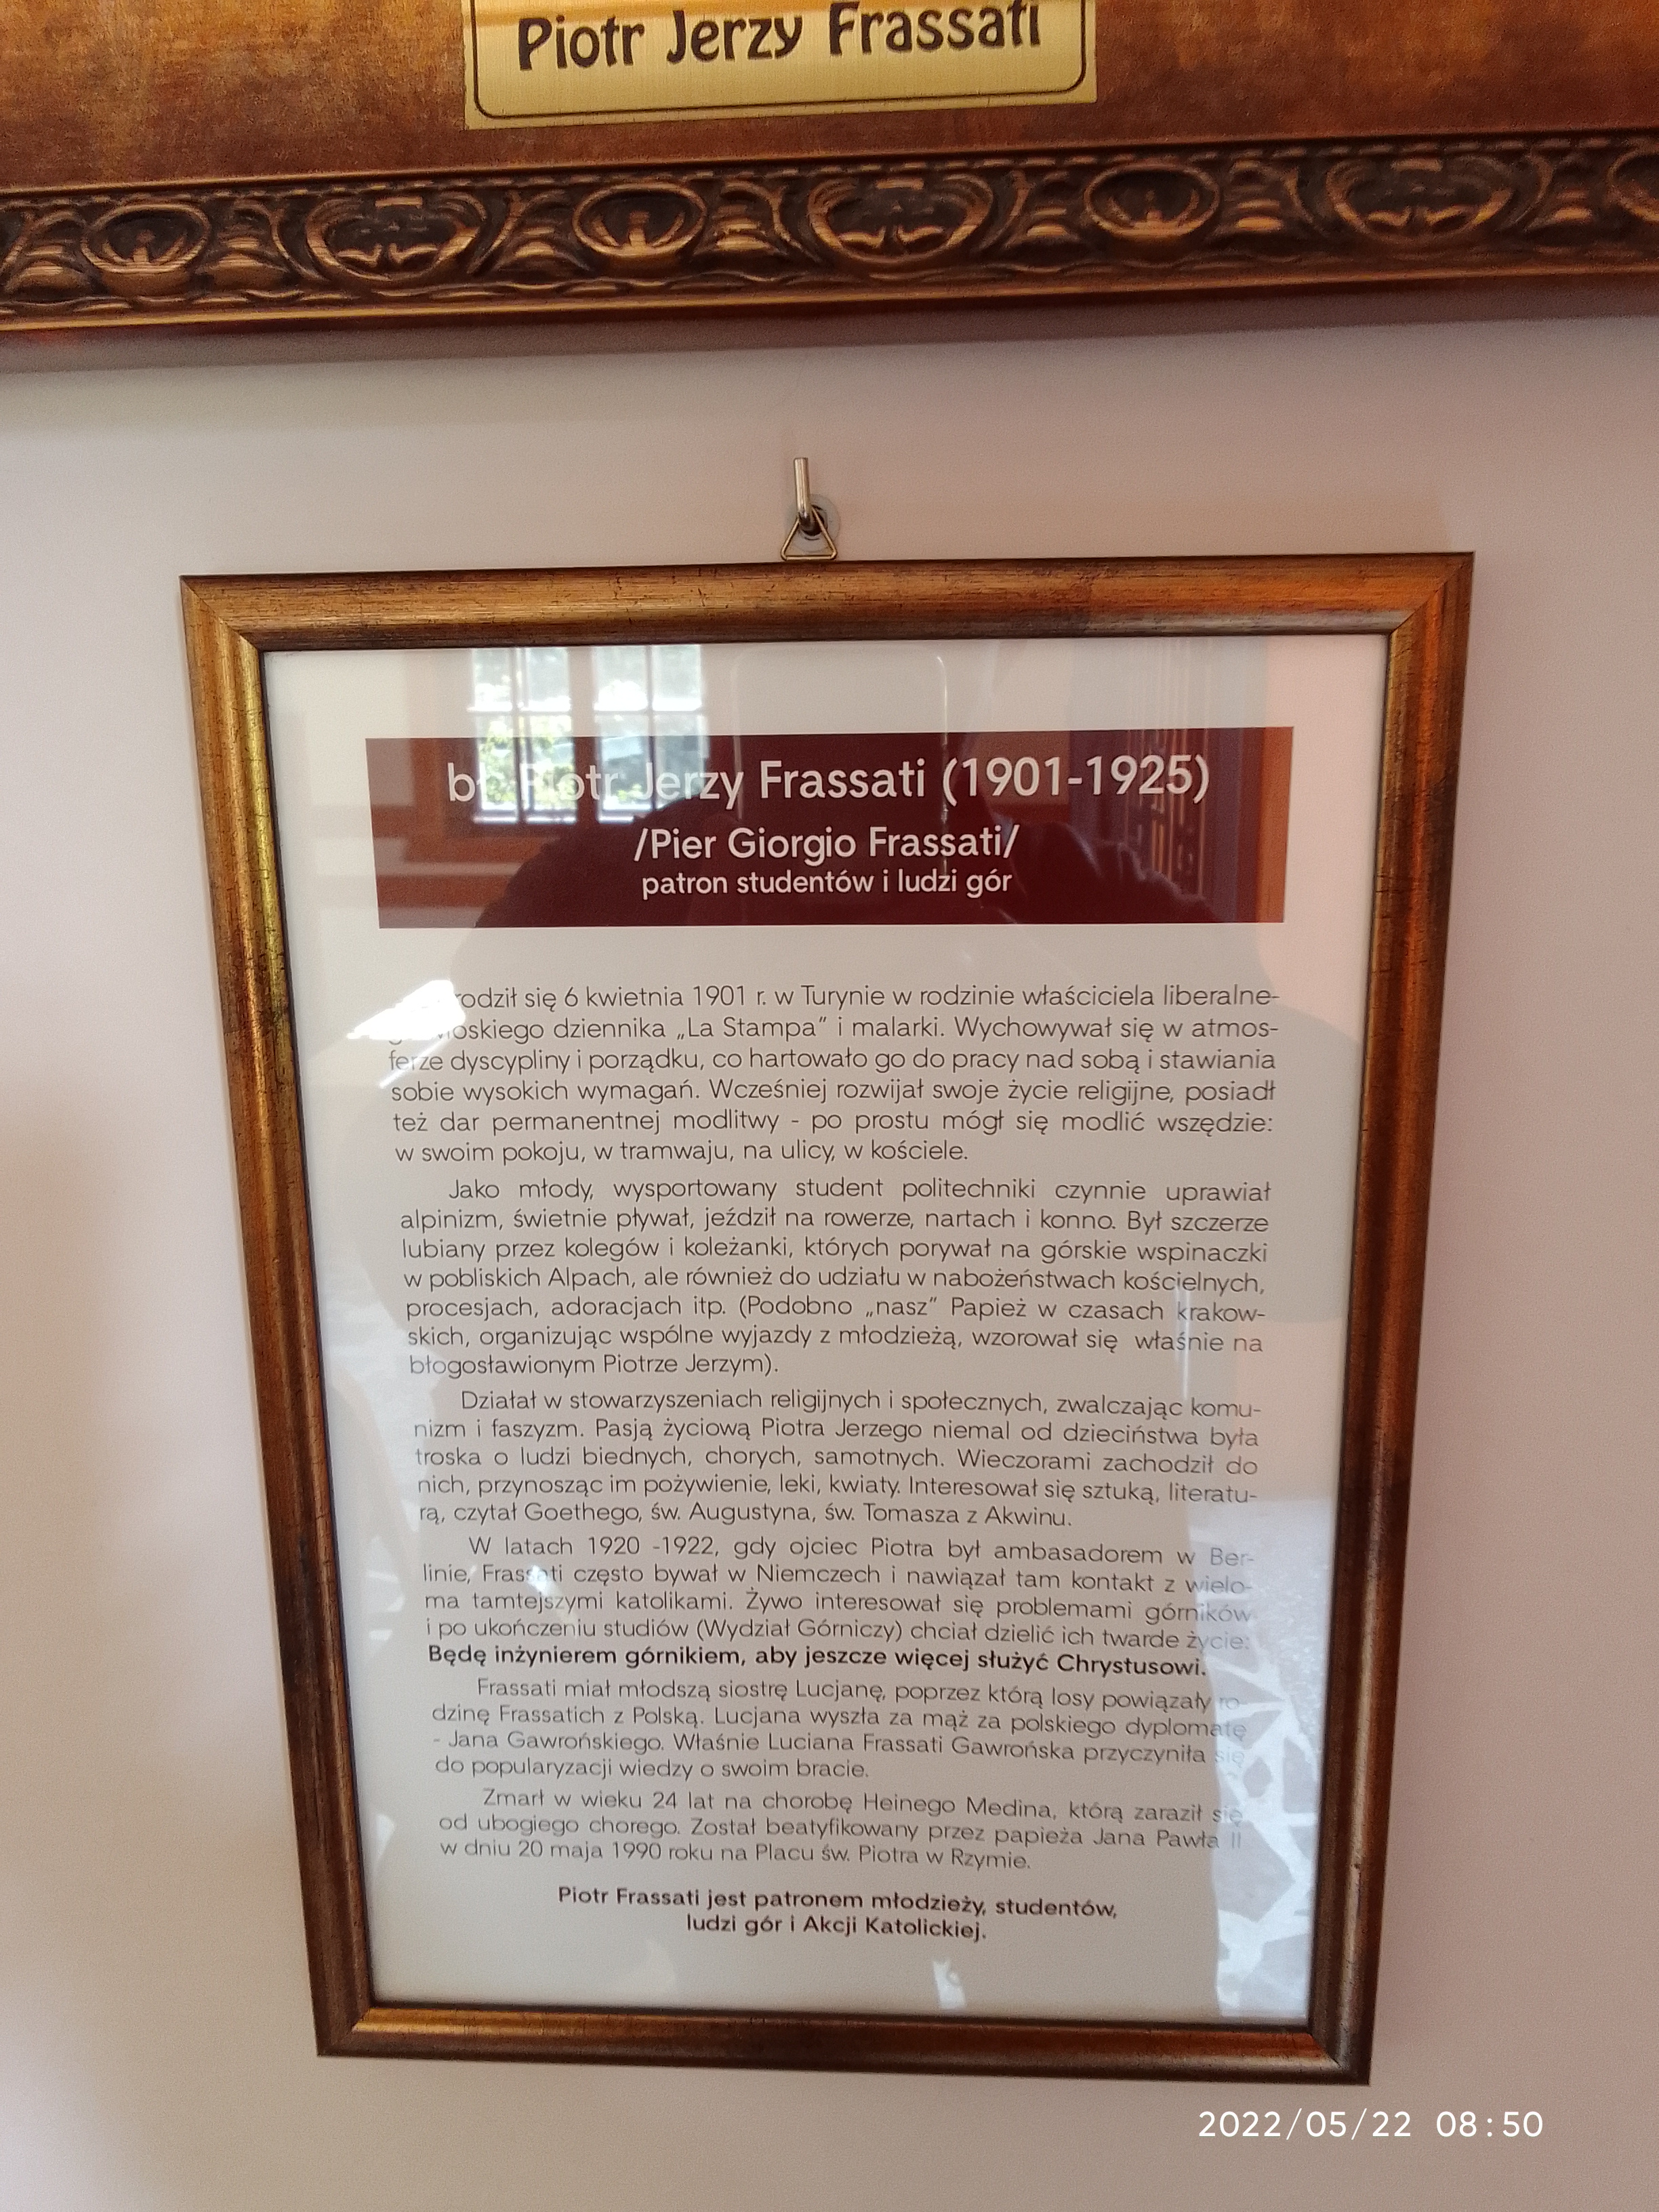 Piotr Jerzy Frassati
Jerzy Frassati (1901-1925)
/Pier Giorgio Frassati/
patron studentów i ludzi gór
się 6 kwietnia 1901 r. w Turynie w rodzinie właściciela liberalne-
dziennika „La Stampa” i malarki. Wychowywał się w atmos-
ferze dyscypliny i porządku, co hartowało go do pracy nad sobą i stawiania
sobie wysokich wymagań. Wcześniej rozwijał swoje życie religijne, posiadł
też dar permanentnej modlitwy - po prostu mógł się modlić wszędzie:
w swoim pokoju, w tramwaju, na ulicy, w kościele.
Jako młody, wysportowany student politechniki czynnie uprawiał
alpinizm, świetnie pływał, jeździł na rowerze, nartach i konno. Był szczerze
lubiany przez kolegów i koleżanki, których porywał na górskie wspinaczki
w pobliskich Alpach, ale również do udziału w nabożeństwach kościelnych,
procesjach, adoracjach itp. (Podobno „nasz” Papież w czasach krakow-
skich, organizując wspólne wyjazdy z młodzieżą, wzorował się właśnie na
błogosławionym Piotrze Jerzym).
Działał w stowarzyszeniach religijnych i społecznych, zwalczając komu-
nizm i faszyzm. Pasją życiową Piotra Jerzego niemal od dzieciństwa była
troska o ludzi biednych, chorych, samotnych. Wieczorami zachodził do
nich, przynosząc im pożywienie, leki, kwiaty. Interesował się sztuką, literatu-
rą, czytał Goethego, św. Augustyna, św. Tomasza z Akwinu.
W latach 1920 -1922, gdy ojciec Piotra był ambasadorem w Ber-
linie, Frassati często bywał w Niemczech i nawiązał tam kontakt z wielo-
ma tamtejszymi katolikami. Żywo interesował się problemami górników
i po ukończeniu studiów (Wydział Górniczy) chciał dzielić ich twarde życie:
Będę inżynierem górnikiem, aby jeszcze więcej służyć Chrystusowi.
Frassati miał młodszą siostrę Lucjanę, poprzez którą losy powiązały ro-
dzinę Frassatich z Polską. Lucjana wyszła za mąż za polskiego dyplomatę
- Jana Gawrońskiego. Właśnie Luciana Frassati Gawrońska przyczyniła się
do popularyzacji wiedzy o swoim bracie.
Zmarł w wieku 24 lat na chorobę Heinego Medina, którą zaraził się
od ubogiego chorego. Został beatyfikowany przez papieża Jana Pawła II
w dniu 20 maja 1990 roku na Placu św. Piotra w Rzymie.
Piotr Frassati jest patronem młodzieży, studentów,
ludzi gór i Akcji Katolickiej.
2022/05/22 08:50